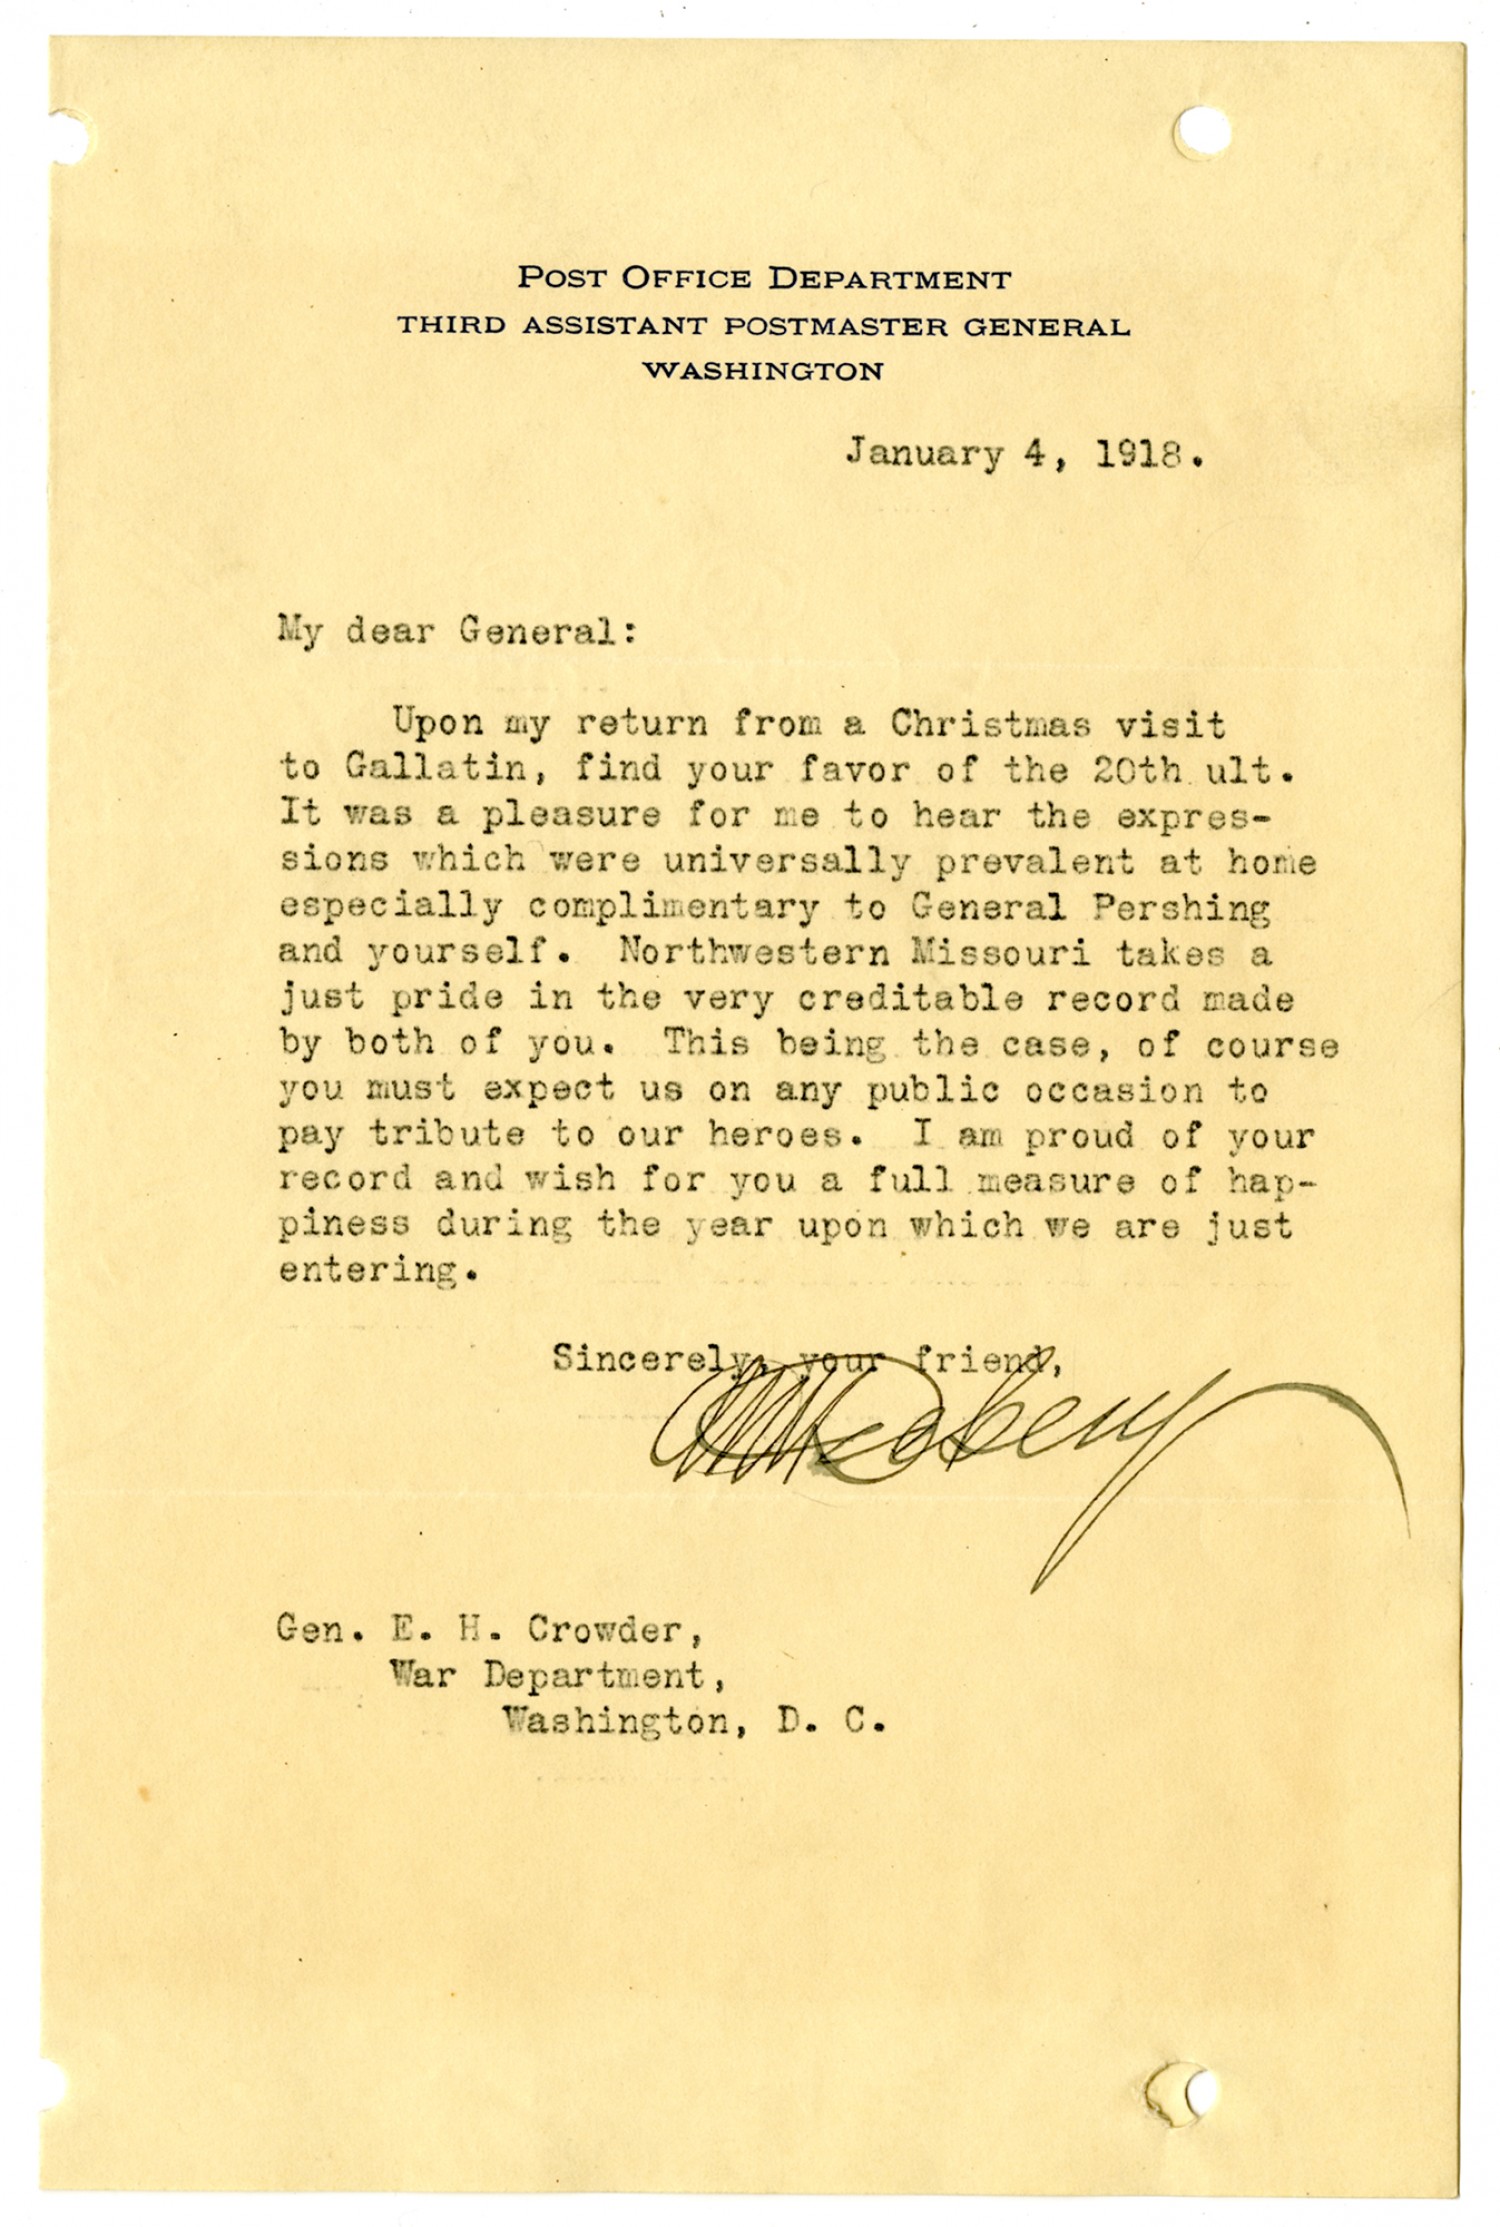 POST OFFICE DEPARTMENT
THIRD ASSISTANT POSTMASTER GENERAL
WASHINGTON
January 4, 1918.
My dear General:
Upon my return from a Christmas visit
to Gallatin, find your favor of the 20th ult.
It was a pleasure for me to hear the expres-
sions which were universally prevalent at home
especially complimentary to General Pershing
and yourself. Northwestern Missouri takes a
just pride in the very creditable record made
by both of you. This being the case, of course
you must expect us on any public occasion to
pay tribute to our heroes. I am proud of your
record and wish for you a full measure of hap-
piness during the year upon which we are just
entering.
Sincerely, your friend,
Gen. E. H. Crowder,
War Department,
Washington, D. C.